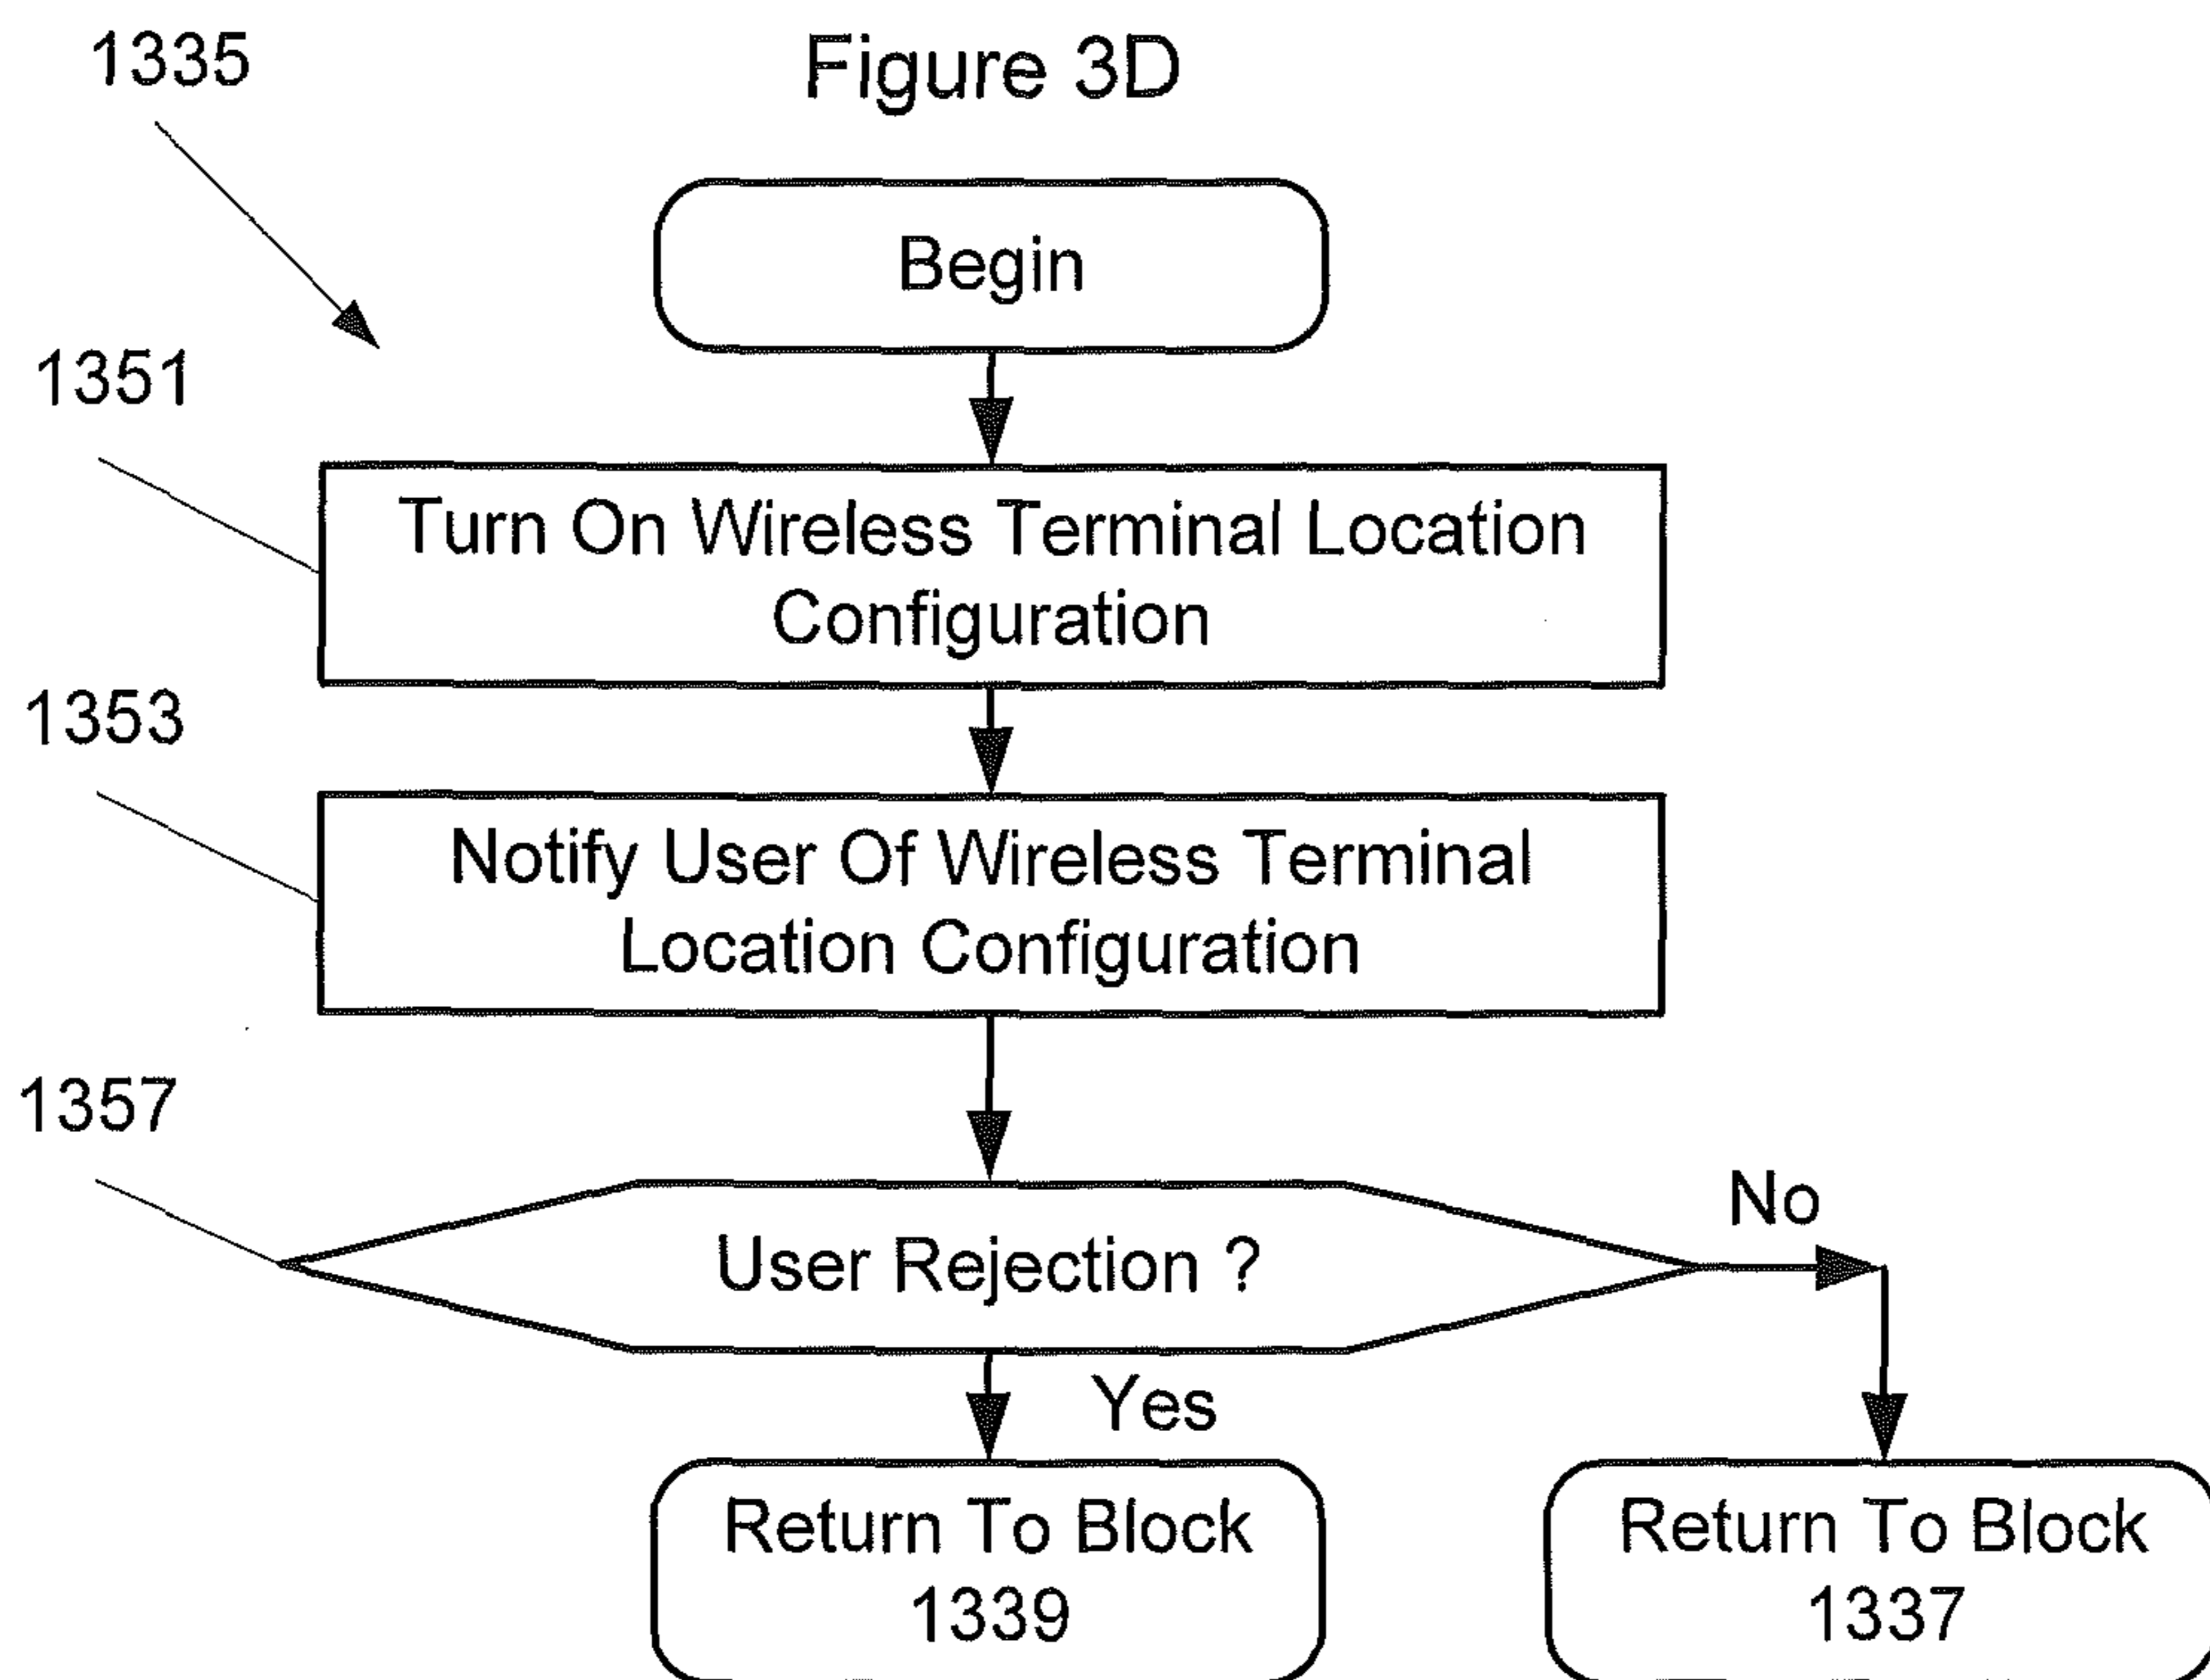 1335
Figure 3D
Begin
1351
Turn On Wireless Terminal Location
Configuration
1353
Notify User Of Wireless Terminal
Location Configuration
1357
User Rejection ?
No
Yes
Return To Block
1339
Return To Block
1337